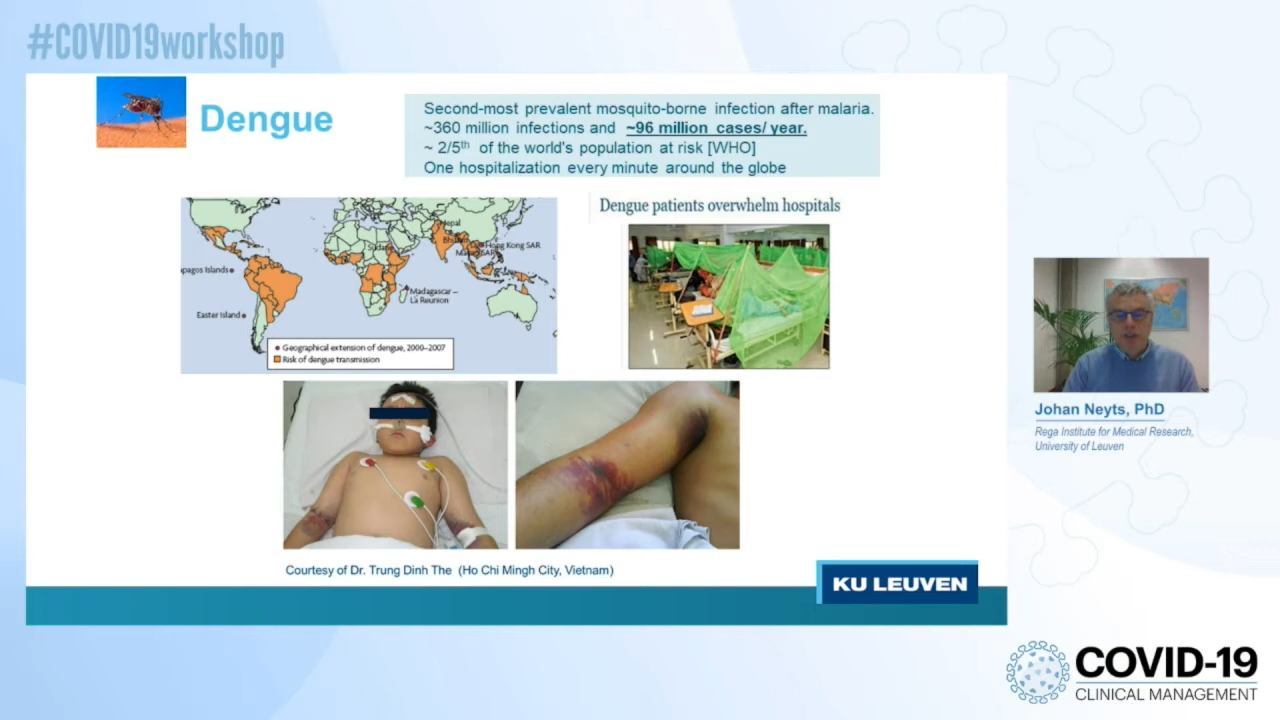 #COVID19workshop
Dengue
Second-most prevalent mosquito-borne infection after malaria.
~360 million infections and ~96 million cases/ year.
~ 2/5th of the world's population at risk [WHO]
One hospitalization every minute around the globe
Dengue patients overwhelm hospitals
Nepal
Sudan
Hong Kong SAR
apagos Islands
Madagascar –
La Reunion
Easter Island
Geographical extension of dengue, 2000–2007
Risk of dengue transmission
Courtesy of Dr. Trung Dinh The (Ho Chi Mingh City, Vietnam)
KU LEUVEN
Johan Neyts, PhD
Rega Institute for Medical Research,
University of Leuven
COVID-19
CLINICAL MANAGEMENT